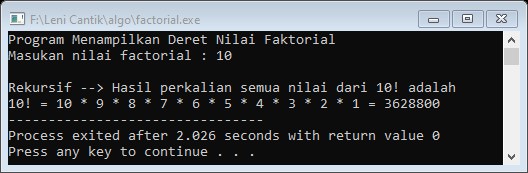 F:\Leni Cantik\algo\factorial.exe
Program Menampilkan Deret Nilai Faktorial
Masukan nilai factorial : 10
Rekursif --> Hasil perkalian semua nilai dari 10! adalah
10! = 10 * 9 * 8 * 7 * 6 * 5 * 4 * 3 * 2 * 1 = 3628800
--------------------------------
Process exited after 2.026 seconds with return value 0
Press any key to continue . . .